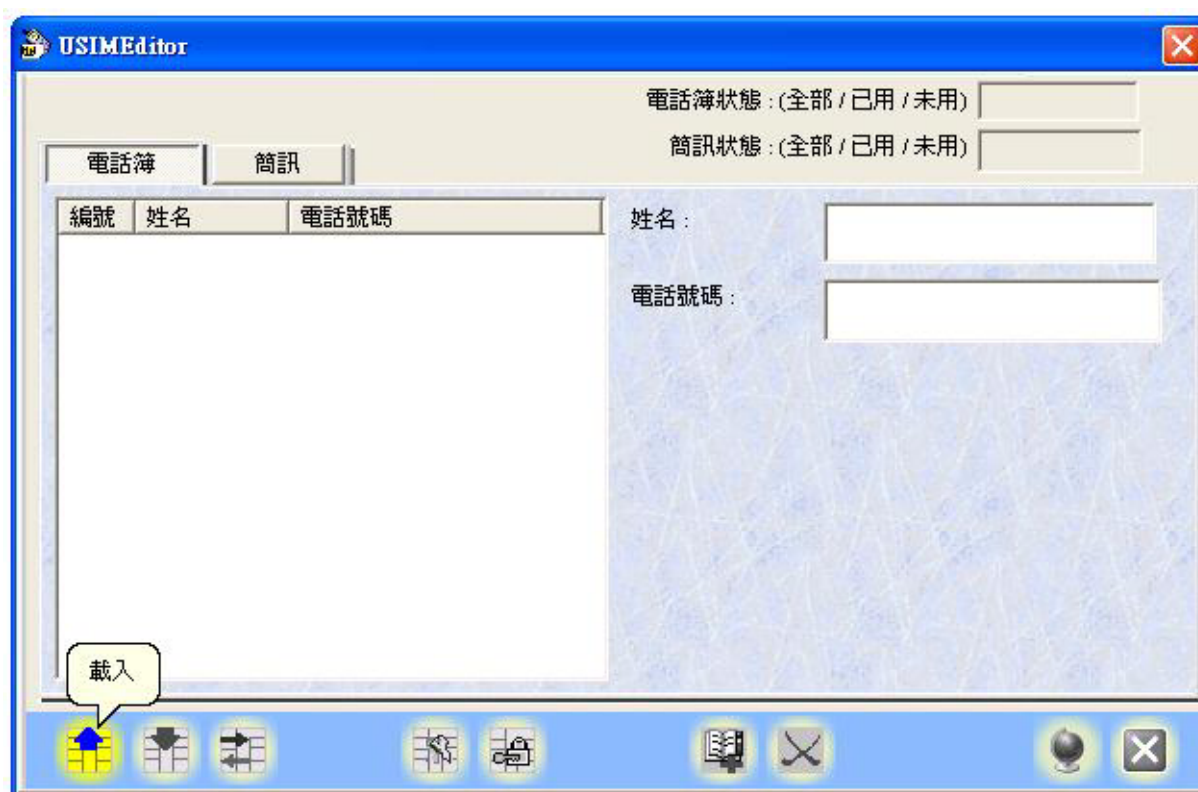 USIMEditor
電話簿狀態 : (全部 / 已用 / 未用)
簡訊狀態 : (全部 / 已用 / 未用)
電話簿 簡訊
編號 姓名 電話號碼
姓名 :
電話號碼 :
載入